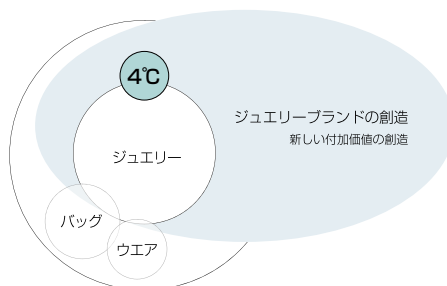 4℃
ジュエリーブランドの創造
新しい付加価値の創造
ジュエリー
バッグ
ウエア